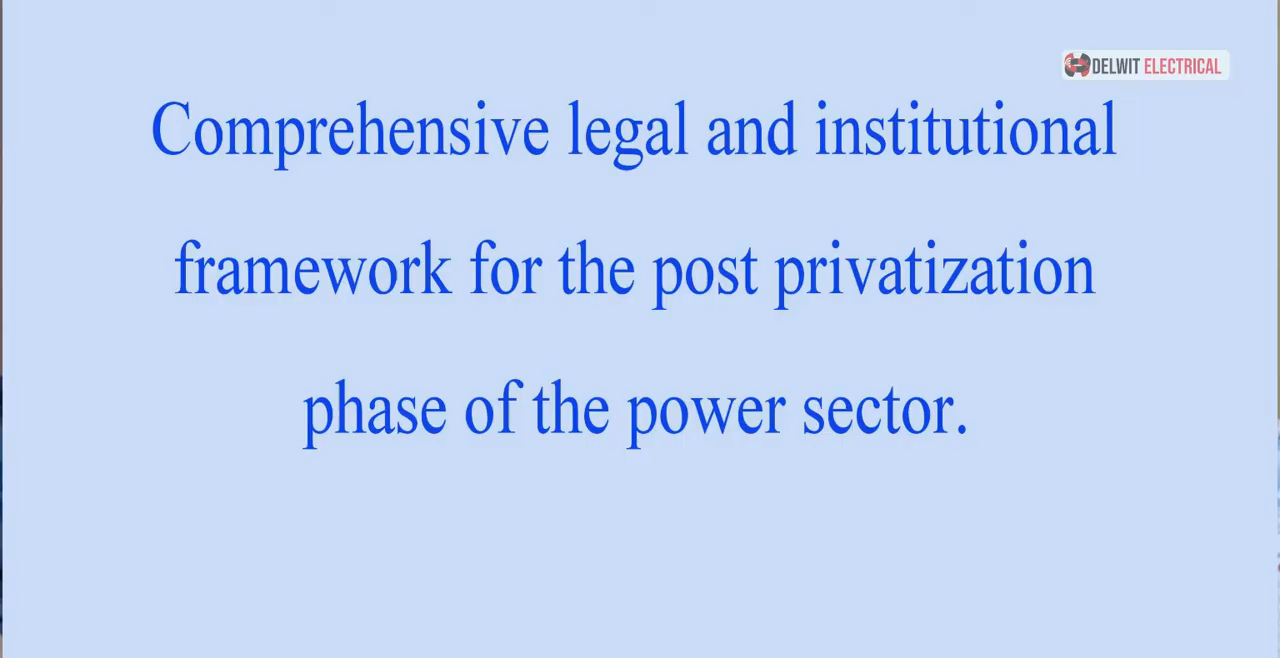 DELWIT ELECTRICAL
Comprehensive legal and institutional
framework for the post privatization
phase of the power sector.